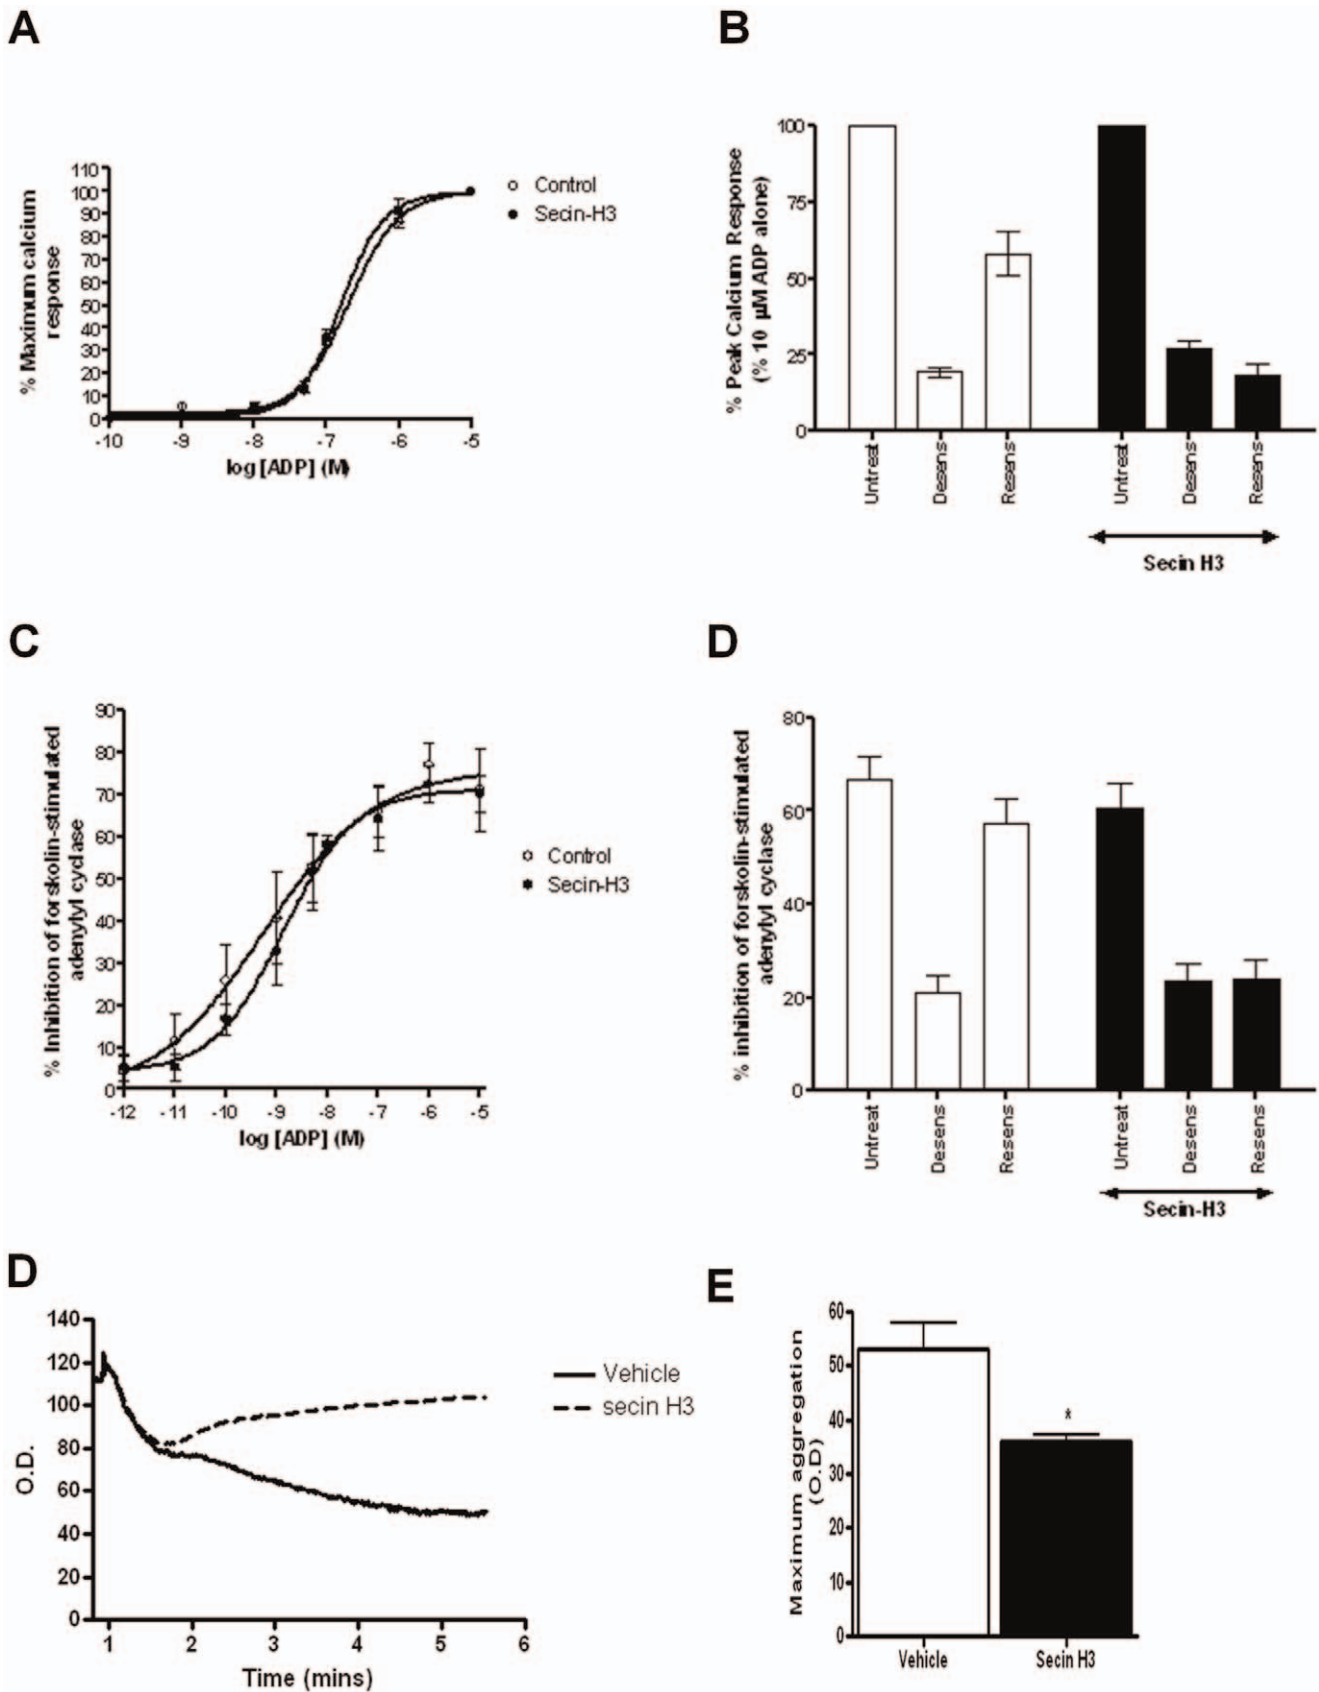 A
% Maximum calcium
response
110
100
90
80
70
60
50
40
30
20
10
0
-10 -9 -8 -7 -6 -5
log [ADP] (M)
Control
Secin-H3
B
% Peak Calcium Response
(% 10 µM ADP alone)
100
75
50
25
0
Untreat Desens Resens Untreat Desens Resens
Secin H3
C
% Inhibition of forskolin-stimulated
adenylyl cyclase
90
80
70
60
50
40
30
20
10
0
-12 -11 -10 -9 -8 -7 -6 -5
log [ADP] (M)
Control
Secin-H3
D
% inhibition of forskolin-stimulated
adenylyl cyclase
80
60
40
20
0
Untreat Desens Resens Untreat Desens Resens
Secin-H3
D
O.D.
140
120
100
80
60
40
20
0
1 2 3 4 5 6
Time (mins)
Vehicle
secin H3
E
Maximum aggregation
(O.D)
60
50
40
30
20
10
0
*
Vehicle Secin H3